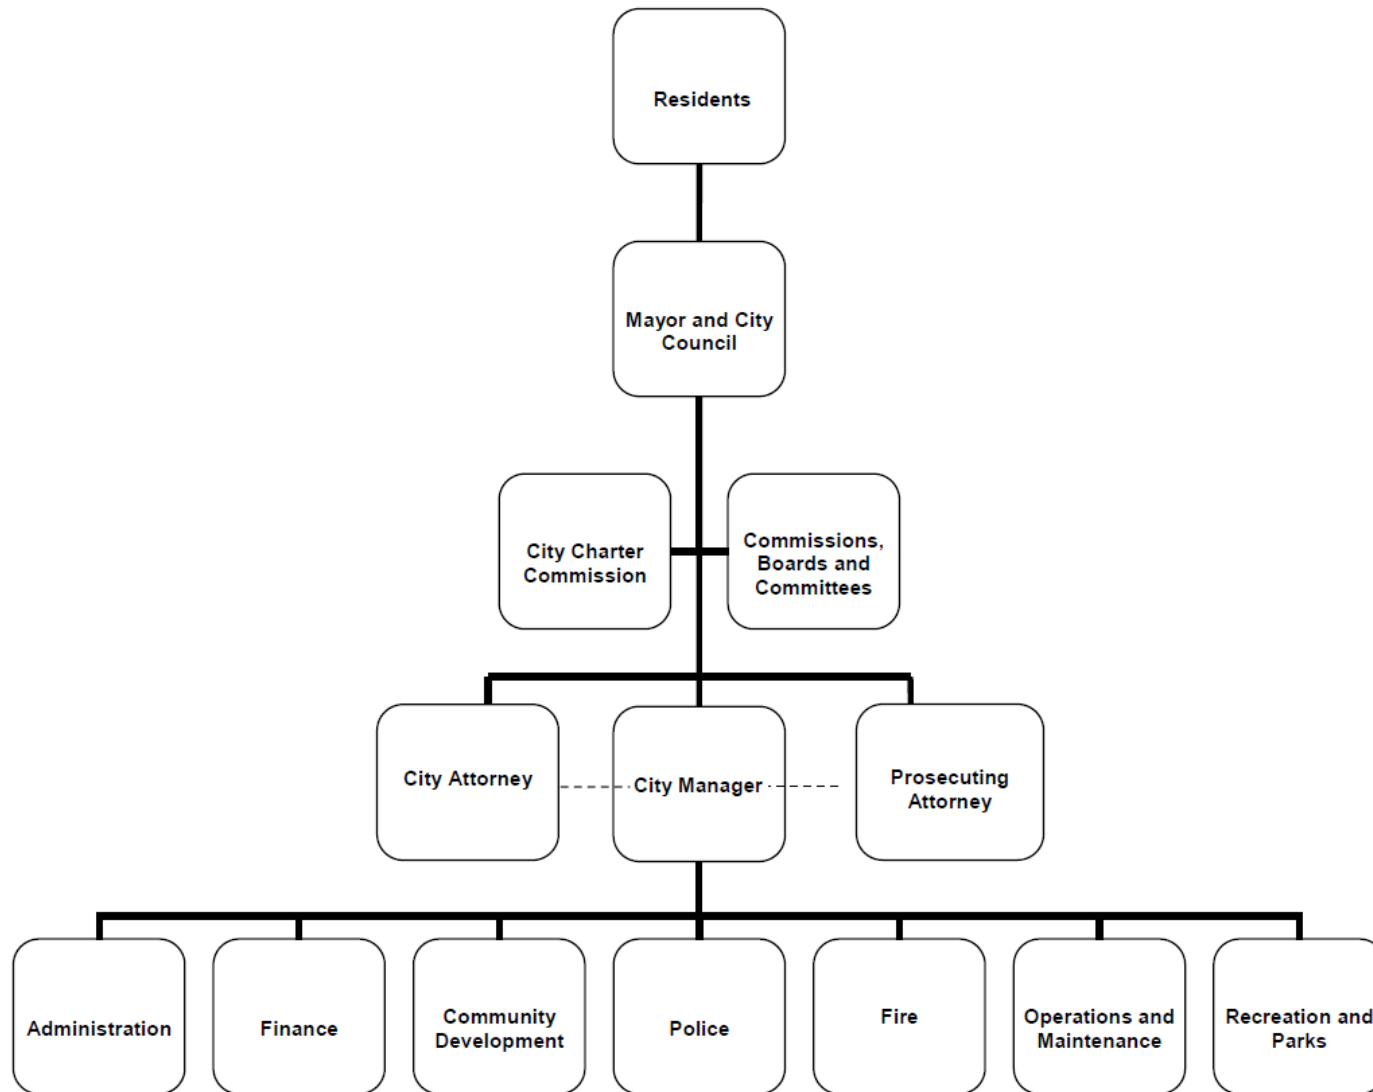 Residents
Mayor and City
Council
City Charter
Commission
Commissions,
Boards and
Committees
City Attorney
City Manager
Prosecuting
Attorney
Administration
Finance
Community
Development
Police
Fire
Operations and
Maintenance
Recreation and
Parks